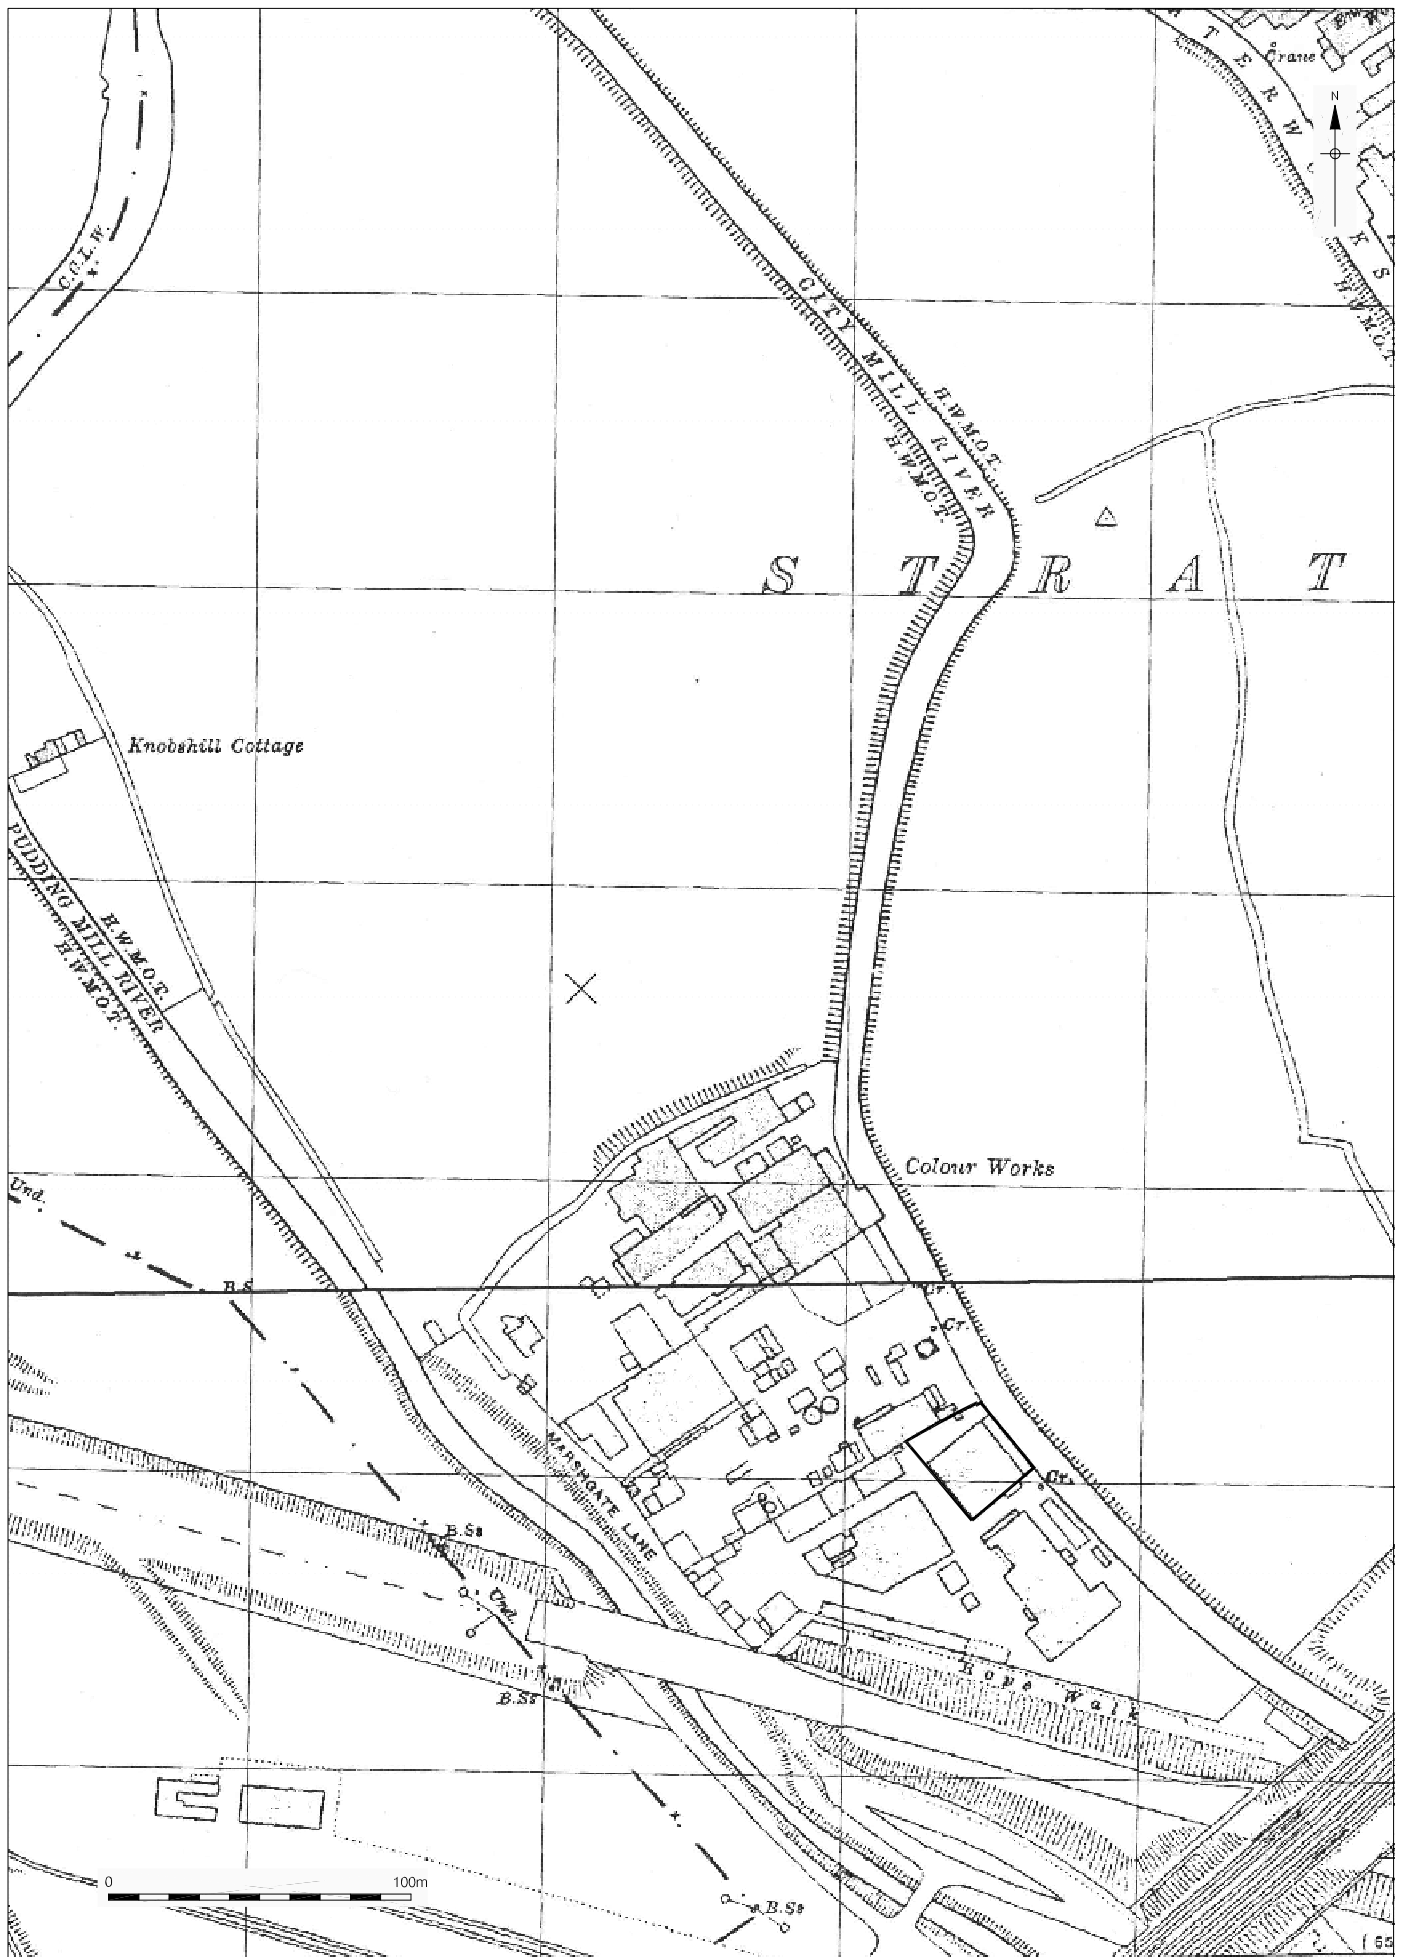 Crane
N
C.C.L.W.
CITY MILL RIVER
H.W.M.O.T.
H.W.M.O.T.
H.W.M.O.T.
S T R A T
Knobshill Cottage
PUDDING MILL RIVER
H.W.M.O.T.
H.W.M.O.T.
Colour Works
Und.
B.S.
Cr.
Cr.
MARSHGATE LANE
Cr.
B.Ss
Und.
B.Ss
Rope Walk
0 100m
B.Ss